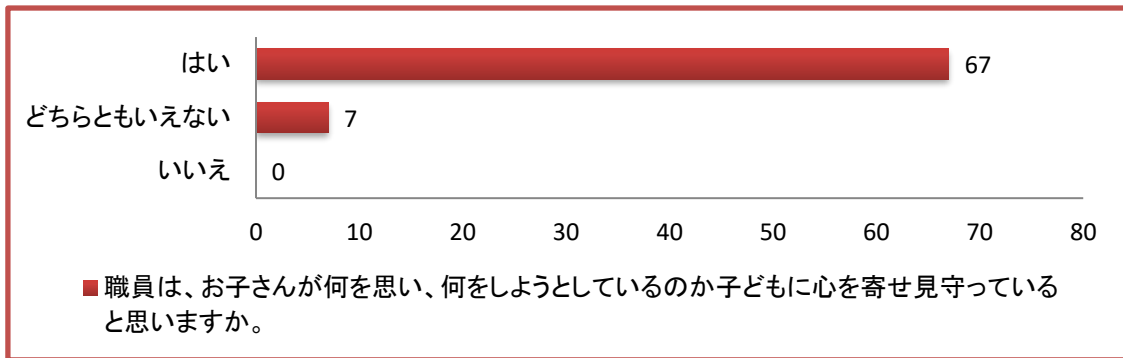 はい 67
どちらともいえない 7
いいえ 0
0 10 20 30 40 50 60 70 80
職員は、お子さんが何を思い、何をしようとしているのか子どもに心を寄せ見守っている
と思いますか。